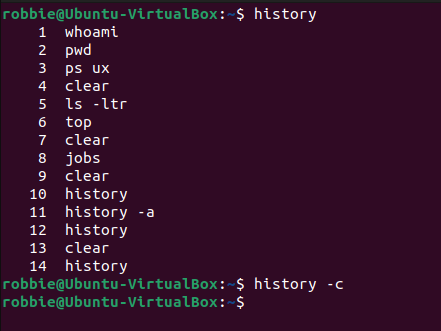 robbie@Ubuntu-VirtualBox:~$ history
1 whoami
2 pwd
3 ps ux
4 clear
5 ls -ltr
6 top
7 clear
8 jobs
9 clear
10 history
11 history -a
12 history
13 clear
14 history
robbie@Ubuntu-VirtualBox:~$ history -c
robbie@Ubuntu-VirtualBox:~$